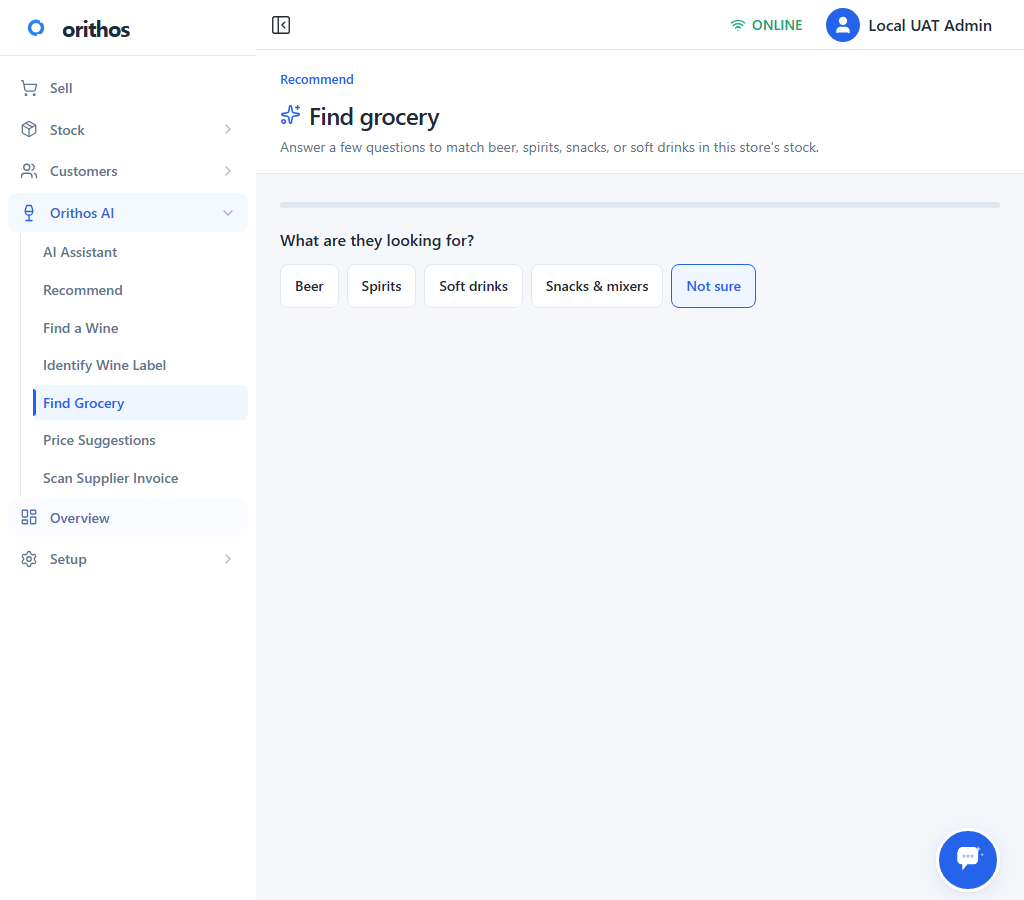 orithos
ONLINE
Local UAT Admin
Sell
Stock
Customers
Orithos AI
AI Assistant
Recommend
Find a Wine
Identify Wine Label
Find Grocery
Price Suggestions
Scan Supplier Invoice
Overview
Setup
Recommend
Find grocery
Answer a few questions to match beer, spirits, snacks, or soft drinks in this store's stock.
What are they looking for?
Beer Spirits Soft drinks Snacks & mixers Not sure